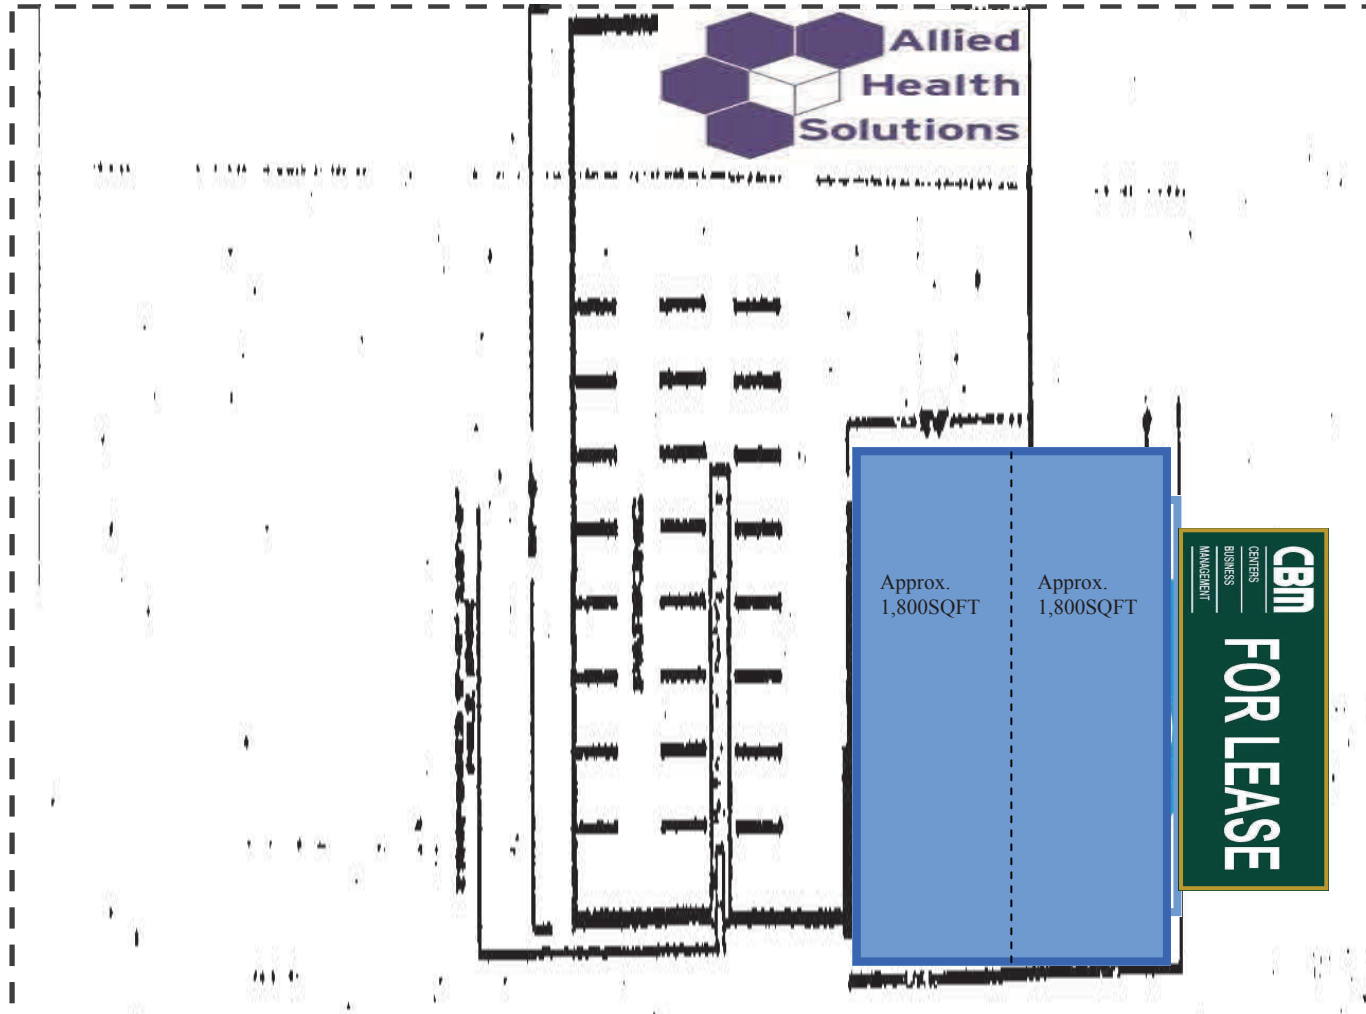 Allied
Health
Solutions
Approx.
1,800SQFT
Approx.
1,800SQFT
CBM
CENTERS
BUSINESS
MANAGEMENT
FOR LEASE